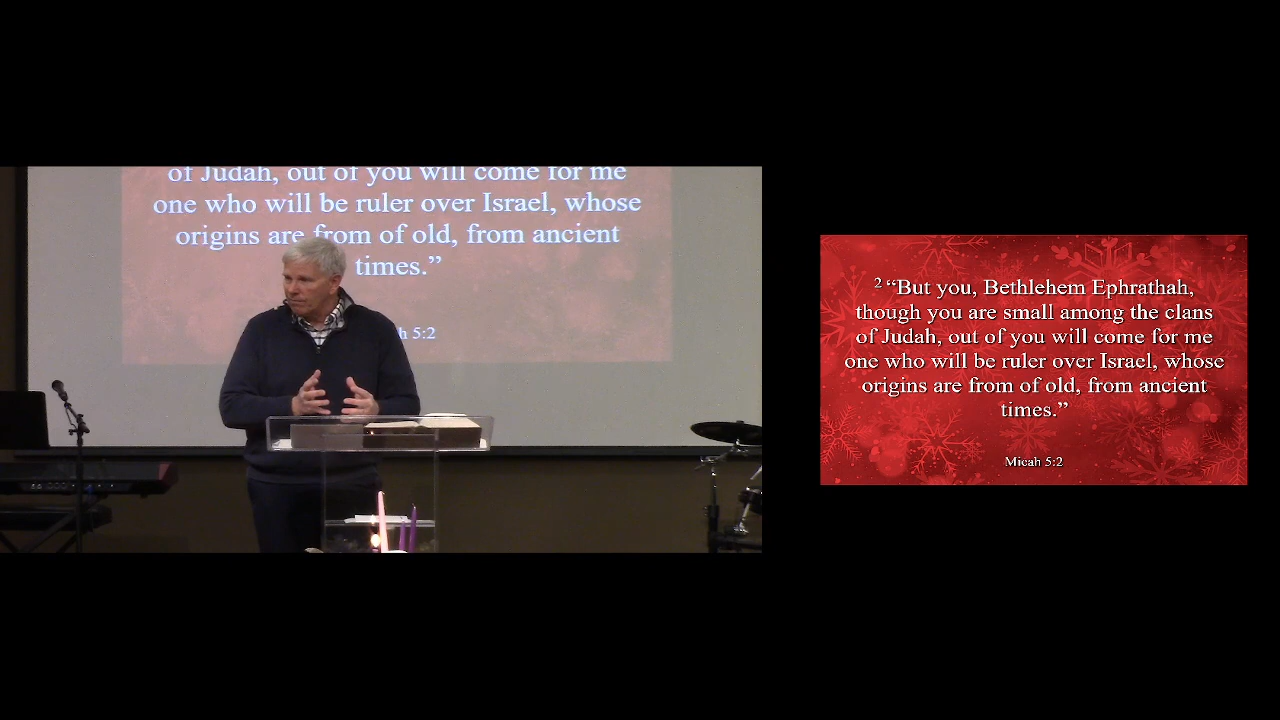 of Judah, out of you will come for me
one who will be ruler over Israel, whose
origins are from of old, from ancient
times.”
5:2
2 “But you, Bethlehem Ephrathah,
though you are small among the clans
of Judah, out of you will come for me
one who will be ruler over Israel, whose
origins are from of old, from ancient
times.”
Micah 5:2